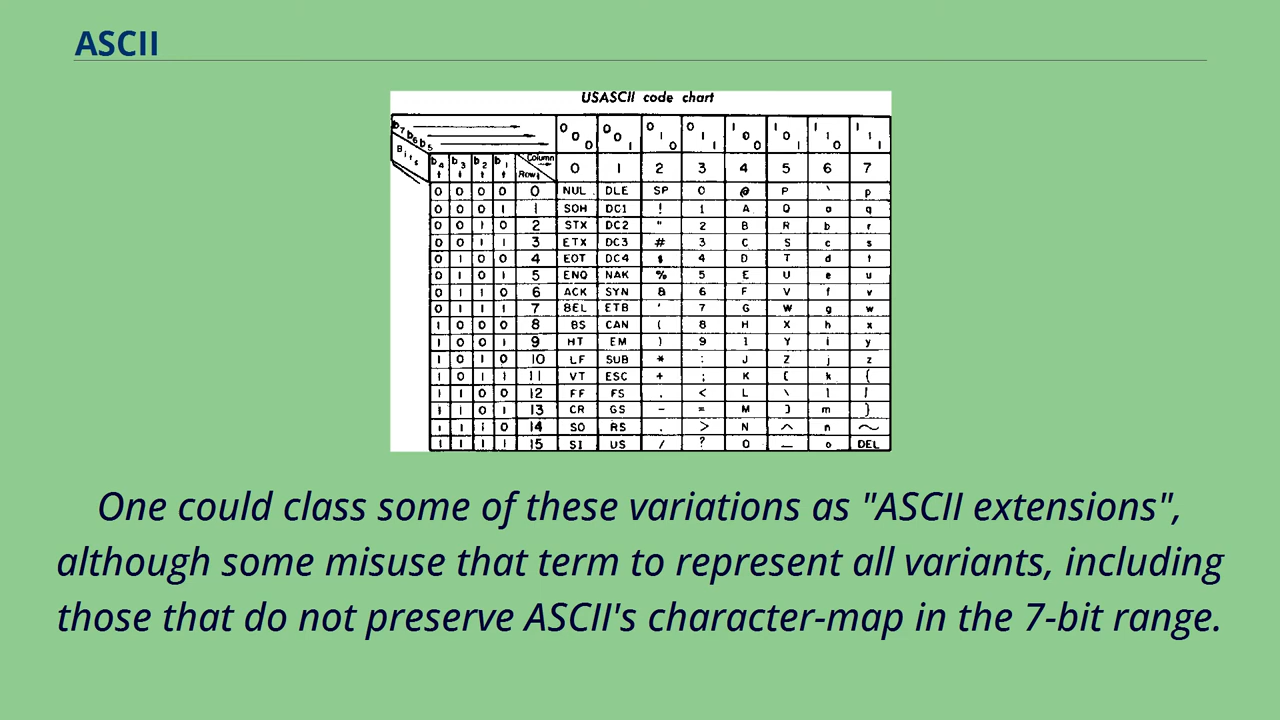 ASCII
USASCII code chart
b7 b6 b5
0 0 0 0 0 1 0 1 0 0 1 1 1 0 0 1 0 1 1 1 0 1 1 1
Bits
b4 b3 b2 b1 Column Row 0 1 2 3 4 5 6 7
0 0 0 0 0 NUL DLE SP 0 @ P ` p
0 0 0 1 1 SOH DC1 ! 1 A Q a q
0 0 1 0 2 STX DC2 " 2 B R b r
0 0 1 1 3 ETX DC3 # 3 C S c s
0 1 0 0 4 EOT DC4 $ 4 D T d t
0 1 0 1 5 ENQ NAK % 5 E U e u
0 1 1 0 6 ACK SYN & 6 F V f v
0 1 1 1 7 BEL ETB ' 7 G W g w
1 0 0 0 8 BS CAN ( 8 H X h x
1 0 0 1 9 HT EM ) 9 I Y i y
1 0 1 0 10 LF SUB * : J Z j z
1 0 1 1 11 VT ESC + ; K [ k {
1 1 0 0 12 FF FS , < L \ l |
1 1 0 1 13 CR GS - = M ] m }
1 1 1 0 14 SO RS . > N ^ n ~
1 1 1 1 15 SI US / ? O _ o DEL
One could class some of these variations as "ASCII extensions",
although some misuse that term to represent all variants, including
those that do not preserve ASCII's character-map in the 7-bit range.